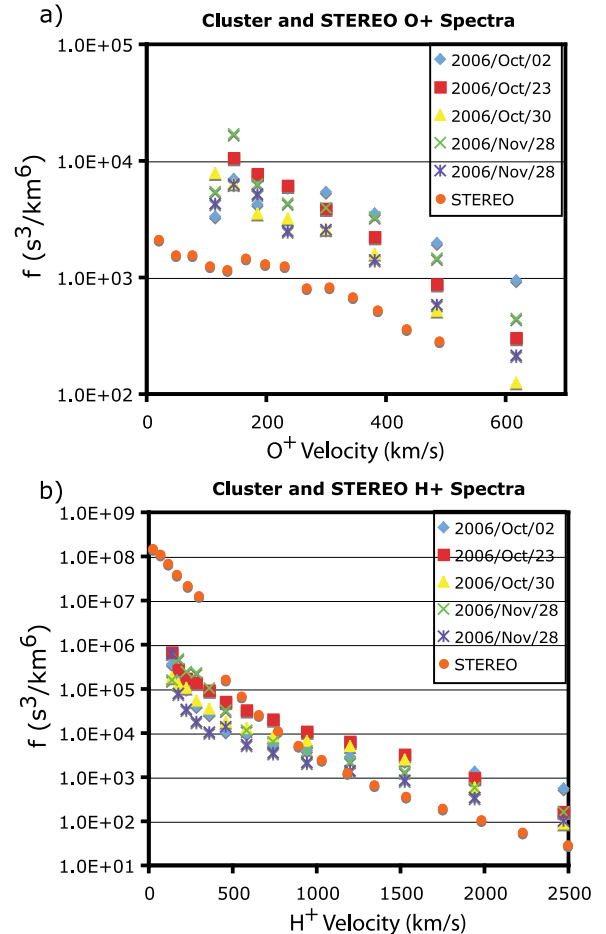 a)
Cluster and STEREO O+ Spectra
1.0E+05
1.0E+04
1.0E+03
1.0E+02
f (s³/km⁶)
2006/Oct/02
2006/Oct/23
2006/Oct/30
2006/Nov/28
2006/Nov/28
STEREO
0 200 400 600
O⁺ Velocity (km/s)
b)
Cluster and STEREO H+ Spectra
1.0E+09
1.0E+08
1.0E+07
1.0E+06
1.0E+05
1.0E+04
1.0E+03
1.0E+02
1.0E+01
f (s³/km⁶)
2006/Oct/02
2006/Oct/23
2006/Oct/30
2006/Nov/28
2006/Nov/28
STEREO
0 500 1000 1500 2000 2500
H⁺ Velocity (km/s)